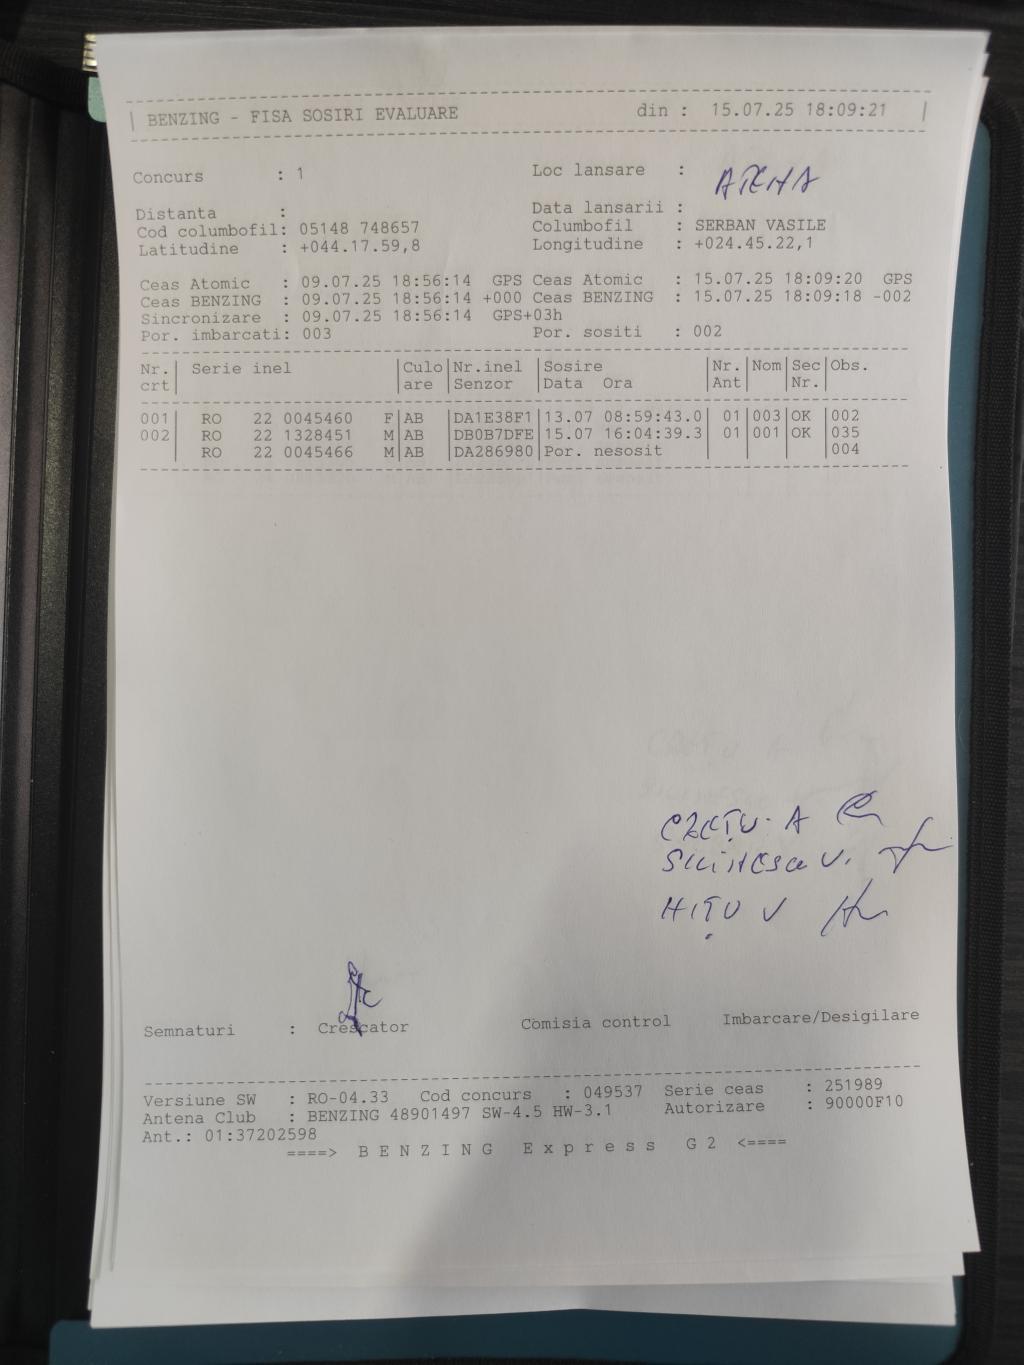 BENZING - FISA SOSIRI EVALUARE din : 15.07.25 18:09:21
Concurs : 1 Loc lansare : ATENA
Distanta : Data lansarii :
Cod columbofil: 05148 748657 Columbofil : SERBAN VASILE
Latitudine : +044.17.59,8 Longitudine : +024.45.22,1
Ceas Atomic : 09.07.25 18:56:14 GPS Ceas Atomic : 15.07.25 18:09:20 GPS
Ceas BENZING : 09.07.25 18:56:14 +000 Ceas BENZING : 15.07.25 18:09:18 -002
Sincronizare : 09.07.25 18:56:14 GPS+03h
Por. imbarcati: 003 Por. sositi : 002
Nr. | Serie inel |Culo|Nr.inel |Sosire |Nr. |Nom|Sec|Obs.
crt| |are |Senzor |Data Ora |Ant | |Nr.|
001| RO 22 0045460 F|AB |DA1E38F1|13.07 08:59:43.0| 01|003|OK |002
002| RO 22 1328451 M|AB |DB0B7DFE|15.07 16:04:39.3| 01|001|OK |035
RO 22 0045466 M|AB |DA286980|Por. nesosit | | | |004
CREȚU A
V.
HIȚU V
Semnaturi : Crescator Comisia control Imbarcare/Desigilare
Versiune SW : RO-04.33 Cod concurs : 049537 Serie ceas : 251989
Antena Club : BENZING 48901497 SW-4.5 HW-3.1 Autorizare : 90000F10
Ant.: 01:37202598
====> B E N Z I N G E x p r e s s G 2 <====